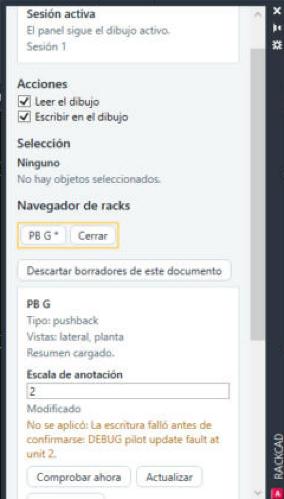 Sesión activa
El panel sigue el dibujo activo.
Sesión 1
Acciones
Leer el dibujo
Escribir en el dibujo
Selección
Ninguno
No hay objetos seleccionados.
Navegador de racks
PB G * Cerrar
Descartar borradores de este documento
PB G
Tipo: pushback
Vistas: lateral, planta
Resumen cargado.
Escala de anotación
2
Modificado
No se aplicó: La escritura falló antes de
confirmarse: DEBUG pilot update fault at
unit 2.
Comprobar ahora Actualizar
RACKCAD